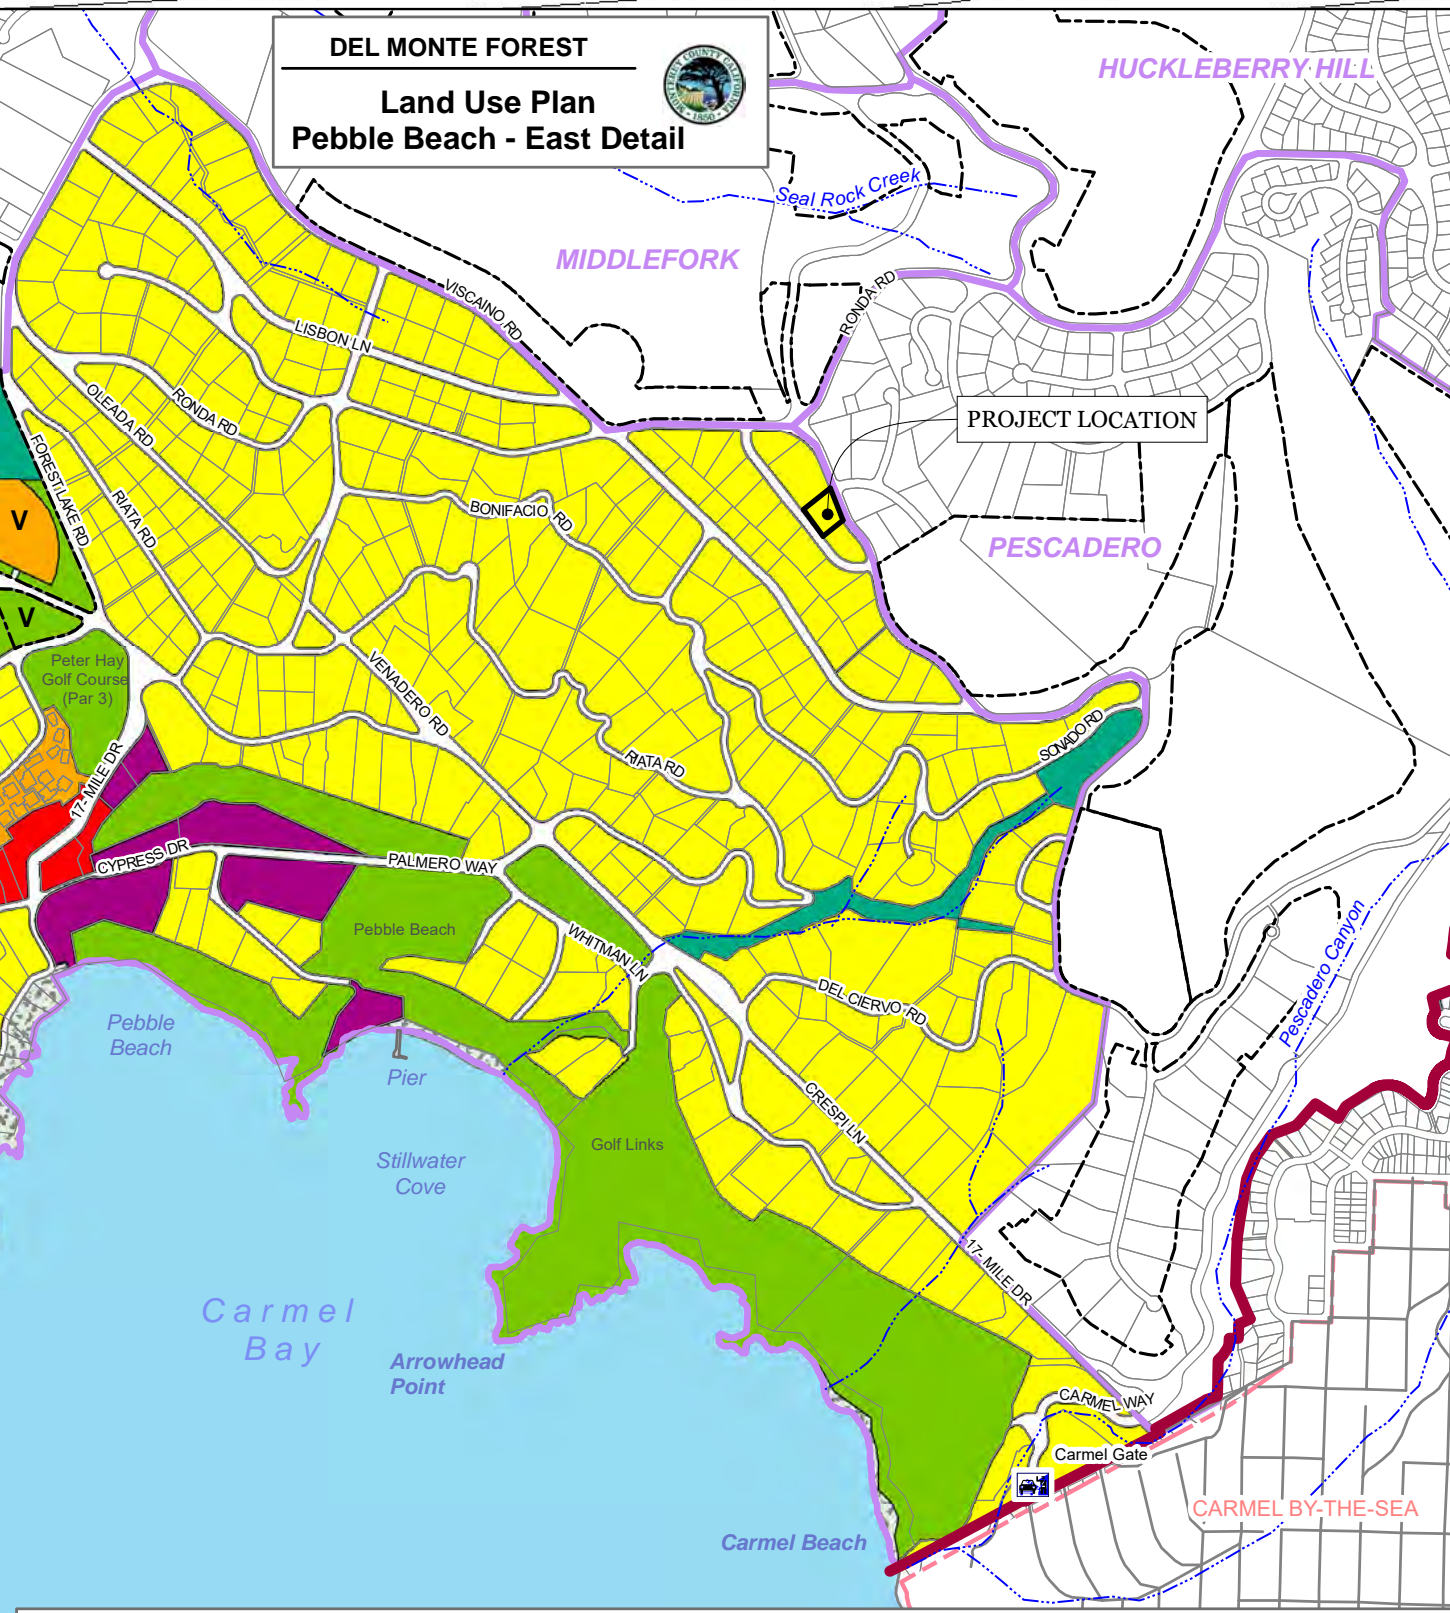 DEL MONTE FOREST
Land Use Plan
Pebble Beach - East Detail
MONTEREY COUNTY CALIFORNIA
1850
HUCKLEBERRY HILL
Seal Rock Creek
MIDDLEFORK
VISCAINO RD
RONDA RD
LISBON LN
PROJECT LOCATION
OLEADA RD
RONDA RD
FOREST LAKE RD
RIATA RD
BONIFACIO RD
V
PESCADERO
V
Peter Hay
Golf Course
(Par 3)
VENADERO RD
SONADO RD
RIATA RD
17- MILE DR
CYPRESS DR
PALMERO WAY
Pebble Beach
WHITMAN LN
DEL CIERVO RD
Pescadero Canyon
Pebble
Beach
Pier
CRESPI LN
Golf Links
Stillwater
Cove
17- MILE DR
Carmel
Bay
Arrowhead
Point
CARMEL WAY
Carmel Gate
CARMEL BY-THE-SEA
Carmel Beach